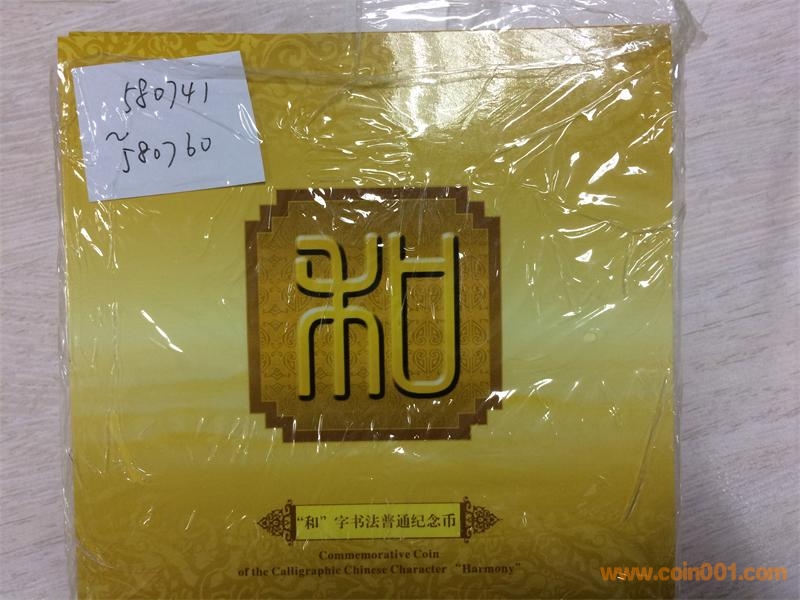 580741
~580760
和
“和”字书法普通纪念币
Commemorative Coin
of the Calligraphic Chinese Character “Harmony”
www.coin001.com